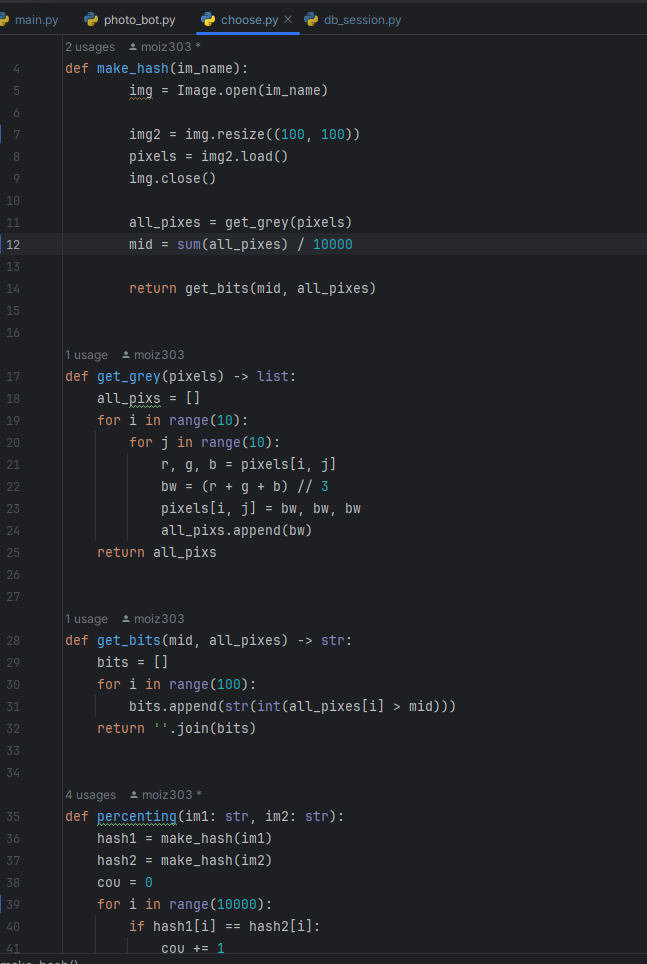 main.py photo_bot.py choose.py × db_session.py
2 usages moiz303 *
4 def make_hash(im_name):
5 img = Image.open(im_name)
6
7 img2 = img.resize((100, 100))
8 pixels = img2.load()
9 img.close()
10
11 all_pixes = get_grey(pixels)
12 mid = sum(all_pixes) / 10000
13
14 return get_bits(mid, all_pixes)
15
16
1 usage moiz303
17 def get_grey(pixels) -> list:
18 all_pixs = []
19 for i in range(10):
20 for j in range(10):
21 r, g, b = pixels[i, j]
22 bw = (r + g + b) // 3
23 pixels[i, j] = bw, bw, bw
24 all_pixs.append(bw)
25 return all_pixs
26
27
1 usage moiz303
28 def get_bits(mid, all_pixes) -> str:
29 bits = []
30 for i in range(100):
31 bits.append(str(int(all_pixes[i] > mid)))
32 return ''.join(bits)
33
34
4 usages moiz303 *
35 def percenting(im1: str, im2: str):
36 hash1 = make_hash(im1)
37 hash2 = make_hash(im2)
38 cou = 0
39 for i in range(10000):
40 if hash1[i] == hash2[i]:
41 cou += 1
make_hash()